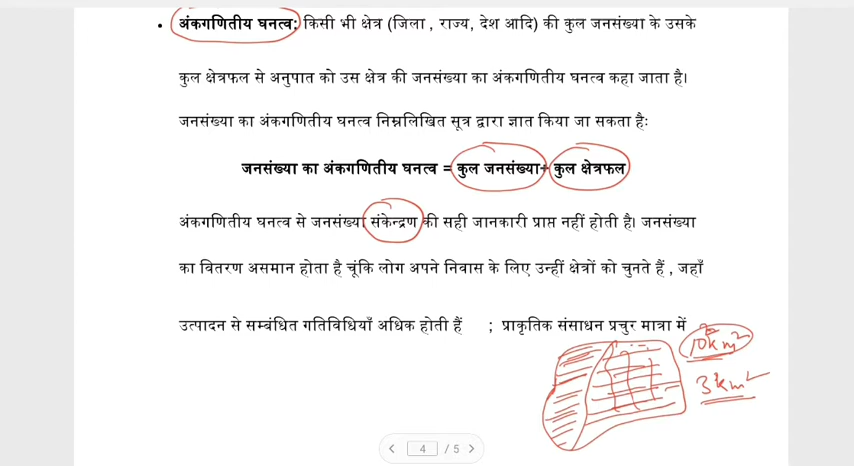 • अंकगणितीय घनत्व: किसी भी क्षेत्र (जिला , राज्य, देश आदि) की कुल जनसंख्या के उसके
कुल क्षेत्रफल से अनुपात को उस क्षेत्र की जनसंख्या का अंकगणितीय घनत्व कहा जाता है।
जनसंख्या का अंकगणितीय घनत्व निम्नलिखित सूत्र द्वारा ज्ञात किया जा सकता है:
जनसंख्या का अंकगणितीय घनत्व = कुल जनसंख्या÷ कुल क्षेत्रफल
अंकगणितीय घनत्व से जनसंख्या संकेन्द्रण की सही जानकारी प्राप्त नहीं होती है। जनसंख्या
का वितरण असमान होता है चूंकि लोग अपने निवास के लिए उन्हीं क्षेत्रों को चुनते हैं , जहाँ
उत्पादन से सम्बंधित गतिविधियाँ अधिक होती हैं ; प्राकृतिक संसाधन प्रचुर मात्रा में
10km²
3km²
< 4 / 5 >